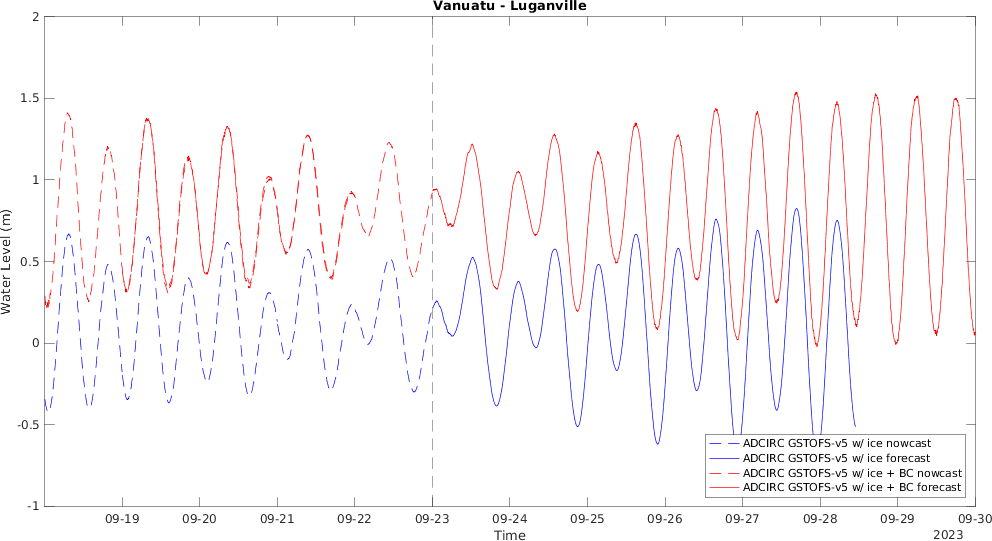 Vanuatu - Luganville
2
1.5
1
0.5
0
-0.5
-1
Water Level (m)
ADCIRC GSTOFS-v5 w/ ice nowcast
ADCIRC GSTOFS-v5 w/ ice forecast
ADCIRC GSTOFS-v5 w/ ice + BC nowcast
ADCIRC GSTOFS-v5 w/ ice + BC forecast
09-19 09-20 09-21 09-22 09-23 09-24 09-25 09-26 09-27 09-28 09-29 09-30
Time
2023